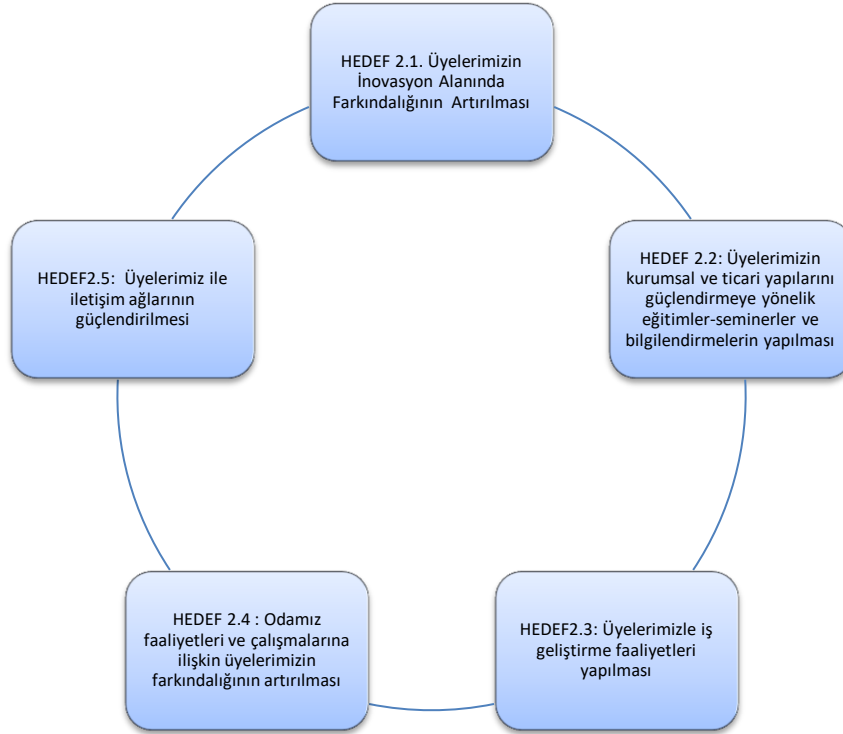 HEDEF 2.1. Üyelerimizin
İnovasyon Alanında
Farkındalığının Artırılması
HEDEF 2.2: Üyelerimizin
kurumsal ve ticari yapılarını
güçlendirmeye yönelik
eğitimler-seminerler ve
bilgilendirmelerin yapılması
HEDEF2.3: Üyelerimizle iş
geliştirme faaliyetleri
yapılması
HEDEF 2.4 : Odamız
faaliyetleri ve çalışmalarına
ilişkin üyelerimizin
farkındalığının artırılması
HEDEF2.5: Üyelerimiz ile
iletişim ağlarının
güçlendirilmesi